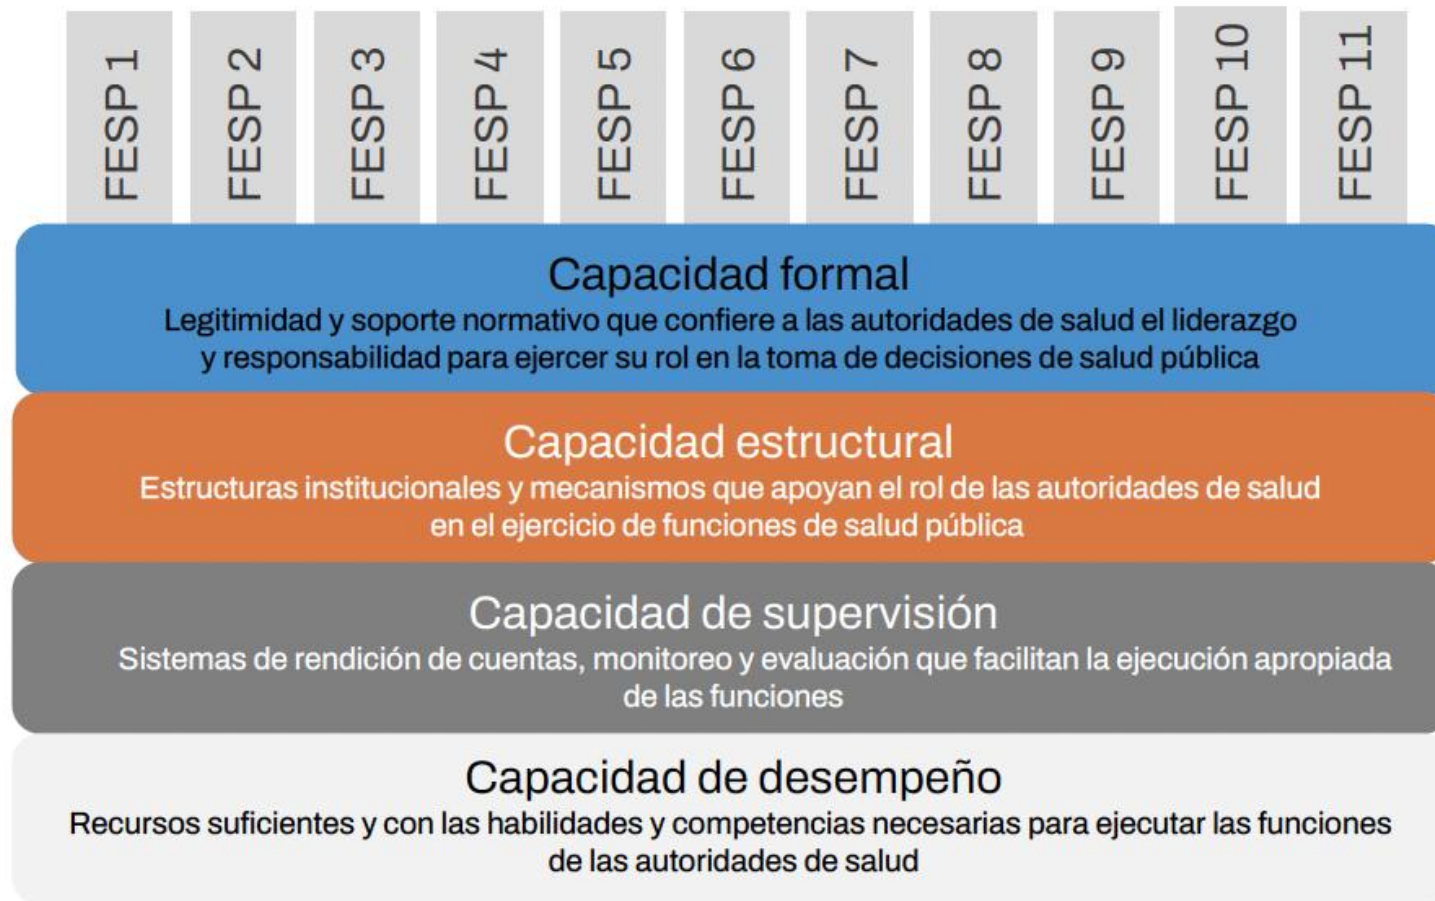 FESP 1
FESP 2
FESP 3
FESP 4
FESP 5
FESP 6
FESP 7
FESP 8
FESP 9
FESP 10
FESP 11
Capacidad formal
Legitimidad y soporte normativo que confiere a las autoridades de salud el liderazgo
y responsabilidad para ejercer su rol en la toma de decisiones de salud pública
Capacidad estructural
Estructuras institucionales y mecanismos que apoyan el rol de las autoridades de salud
en el ejercicio de funciones de salud pública
Capacidad de supervisión
Sistemas de rendición de cuentas, monitoreo y evaluación que facilitan la ejecución apropiada
de las funciones
Capacidad de desempeño
Recursos suficientes y con las habilidades y competencias necesarias para ejecutar las funciones
de las autoridades de salud